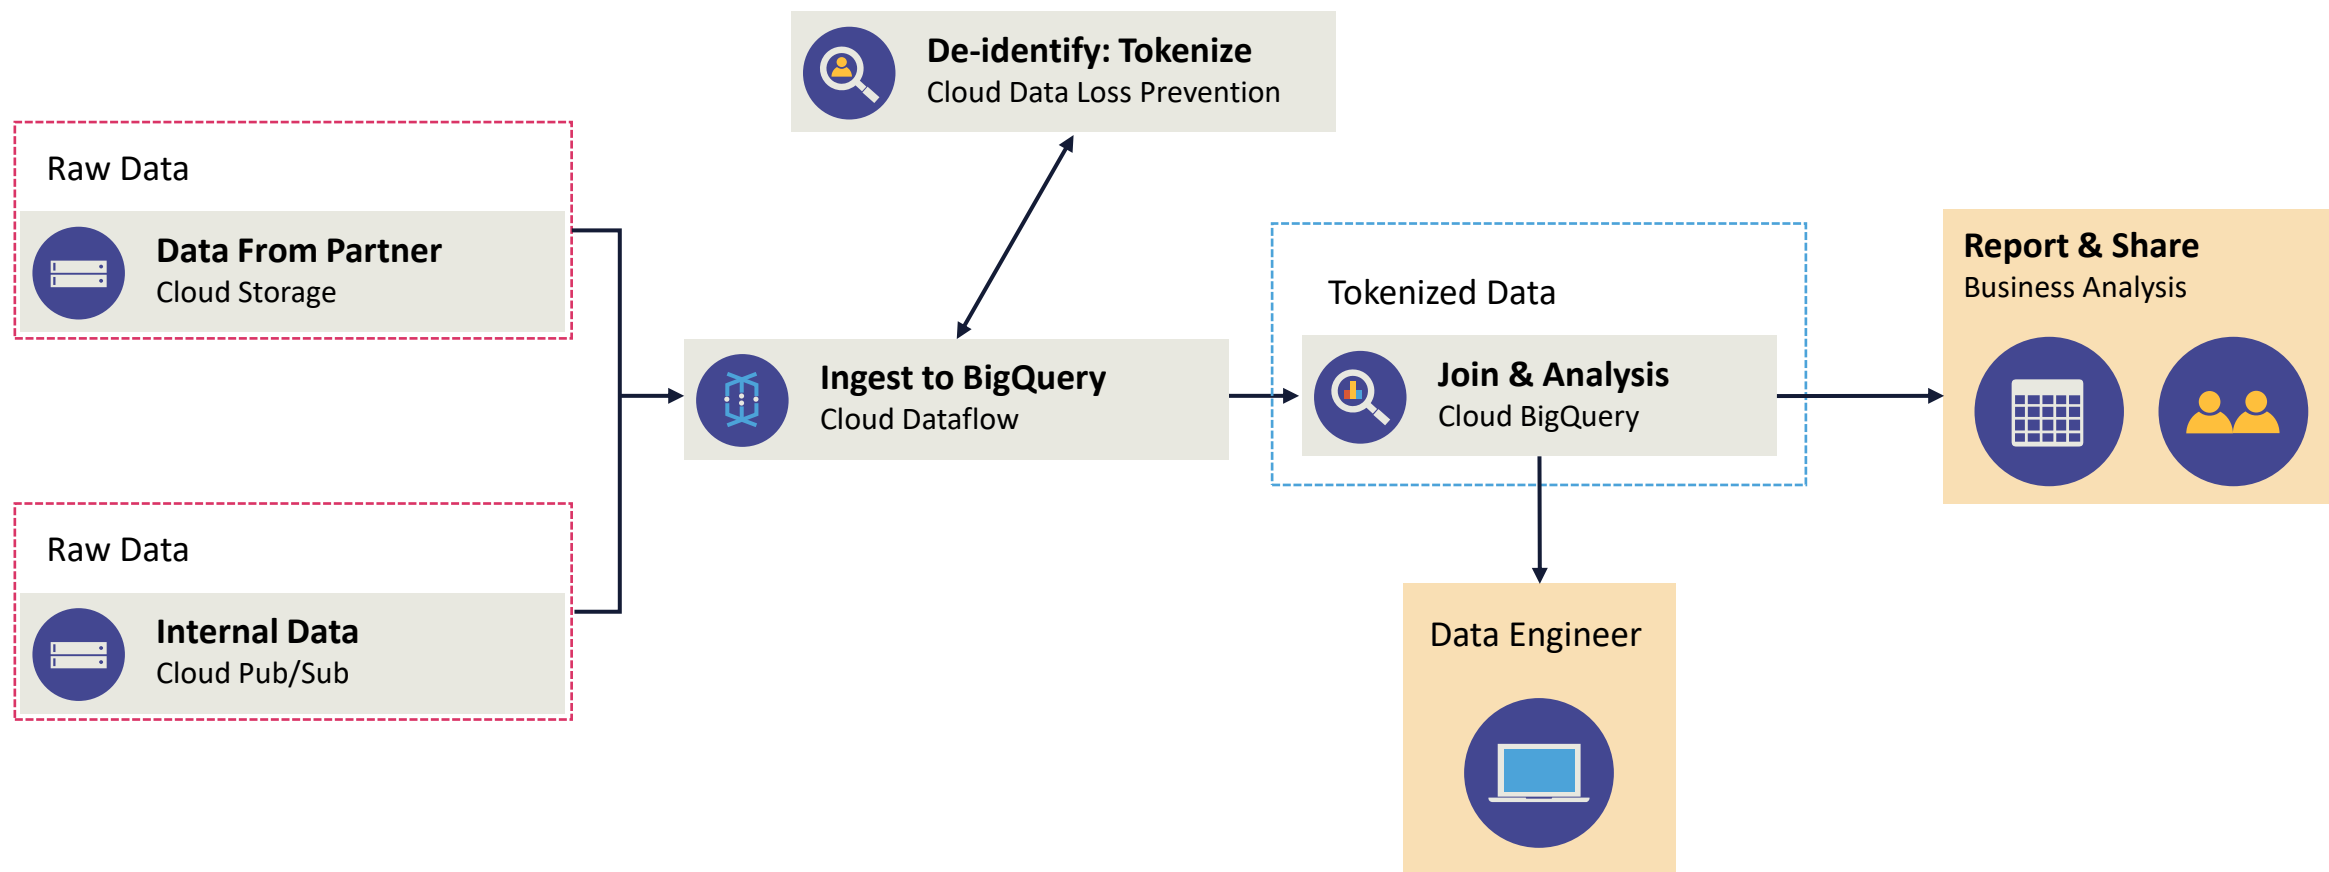 De-identify: Tokenize
Cloud Data Loss Prevention
Raw Data
Data From Partner
Cloud Storage
Raw Data
Internal Data
Cloud Pub/Sub
Ingest to BigQuery
Cloud Dataflow
Tokenized Data
Join & Analysis
Cloud BigQuery
Report & Share
Business Analysis
Data Engineer